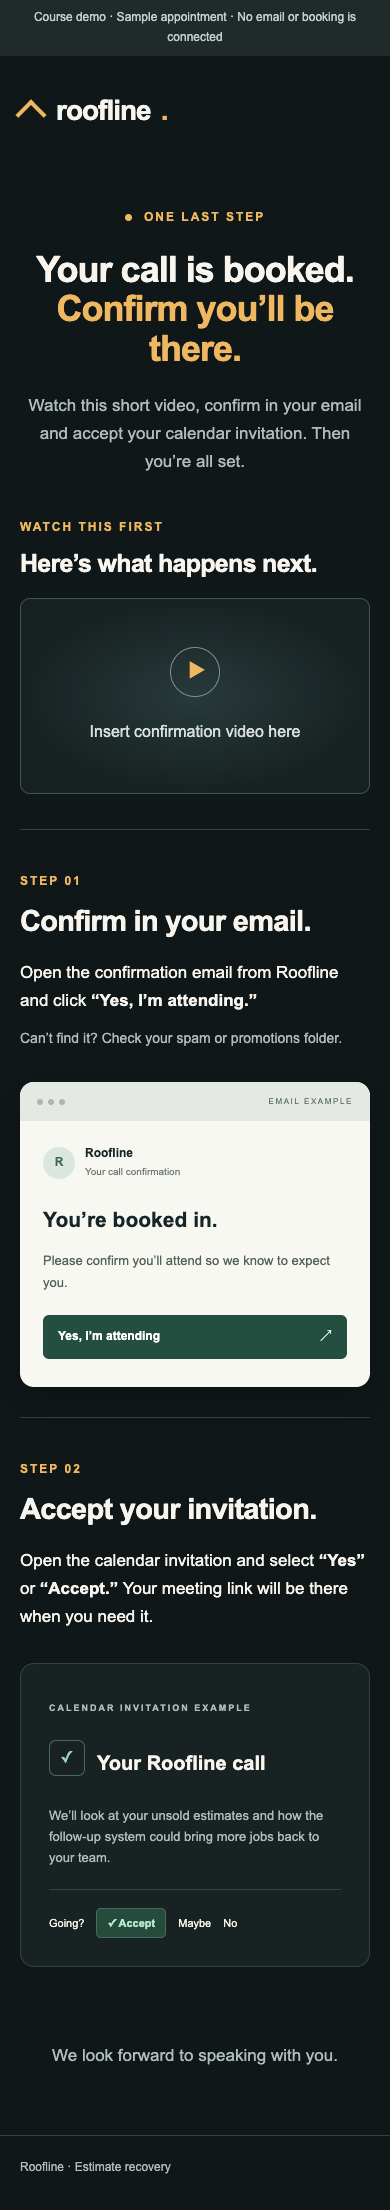 Course demo · Sample appointment · No email or booking is
connected
roofline .
ONE LAST STEP
Your call is booked.
Confirm you’ll be
there.
Watch this short video, confirm in your email
and accept your calendar invitation. Then
you’re all set.
WATCH THIS FIRST
Here’s what happens next.
Insert confirmation video here
STEP 01
Confirm in your email.
Open the confirmation email from Roofline
and click “Yes, I’m attending.”
Can’t find it? Check your spam or promotions folder.
EMAIL EXAMPLE
R
Roofline
Your call confirmation
You’re booked in.
Please confirm you’ll attend so we know to expect
you.
Yes, I’m attending ↗
STEP 02
Accept your invitation.
Open the calendar invitation and select “Yes”
or “Accept.” Your meeting link will be there
when you need it.
CALENDAR INVITATION EXAMPLE
✓ Your Roofline call
We’ll look at your unsold estimates and how the
follow-up system could bring more jobs back to
your team.
Going? ✓ Accept Maybe No
We look forward to speaking with you.
Roofline · Estimate recovery